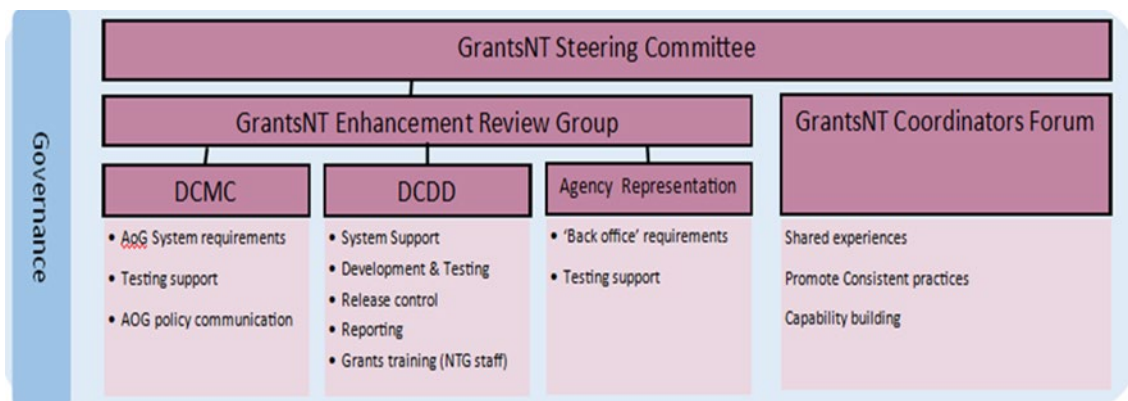 Governance
GrantsNT Steering Committee
GrantsNT Enhancement Review Group
DCMC
• AoG System requirements
• Testing support
• AOG policy communication
DCDD
• System Support
• Development & Testing
• Release control
• Reporting
• Grants training (NTG staff)
Agency Representation
• 'Back office' requirements
• Testing support
GrantsNT Coordinators Forum
Shared experiences
Promote Consistent practices
Capability building